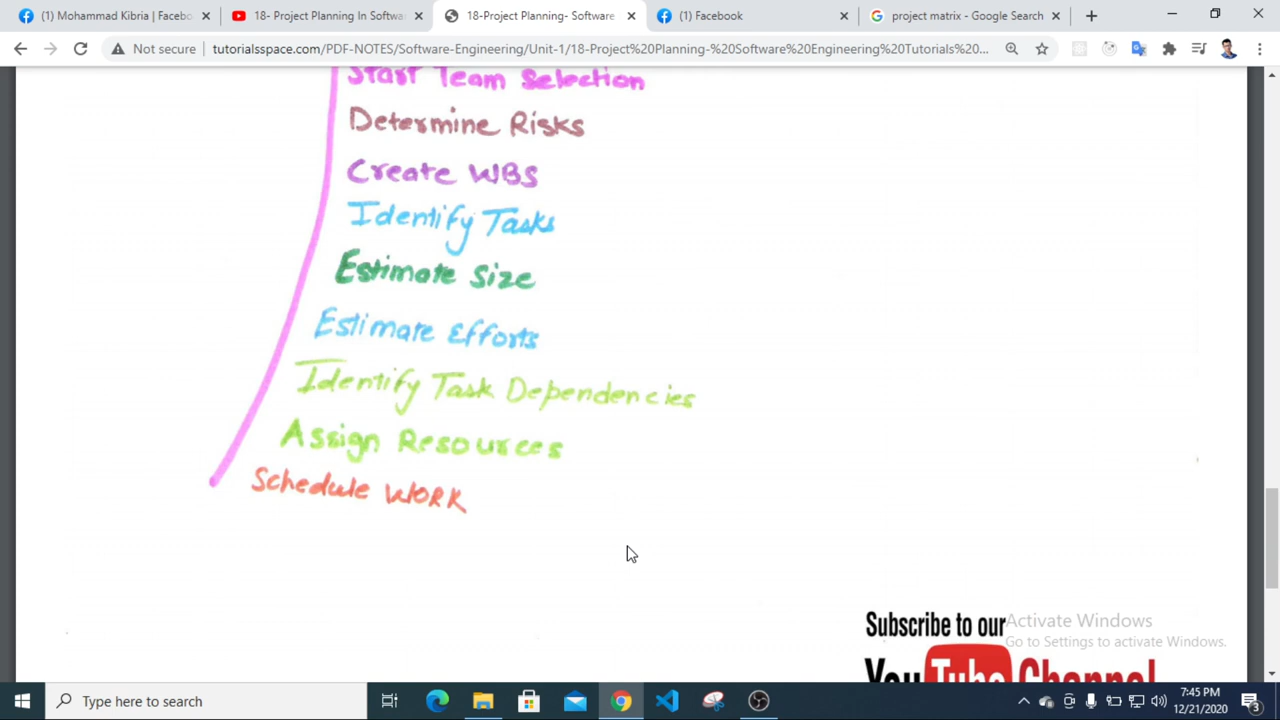 (1) Mohammad Kibria | Facebo
18- Project Planning In Softwa
18-Project Planning- Software
(1) Facebook
project matrix - Google Search
Not secure
tutorialsspace.com/PDF-NOTES/Software-Engineering/Unit-1/18-Project%20Planning-%20Software%20Engineering%20Tutorials%20...
Start Team Selection
Determine Risks
Create WBS
Identify Tasks
Estimate Size
Estimate Efforts
Identify Task Dependencies
Assign Resources
Schedule WORK
Subscribe to our
Activate Windows
Go to Settings to activate Windows.
YouTube Channel
Type here to search
7:45 PM
12/21/2020
3